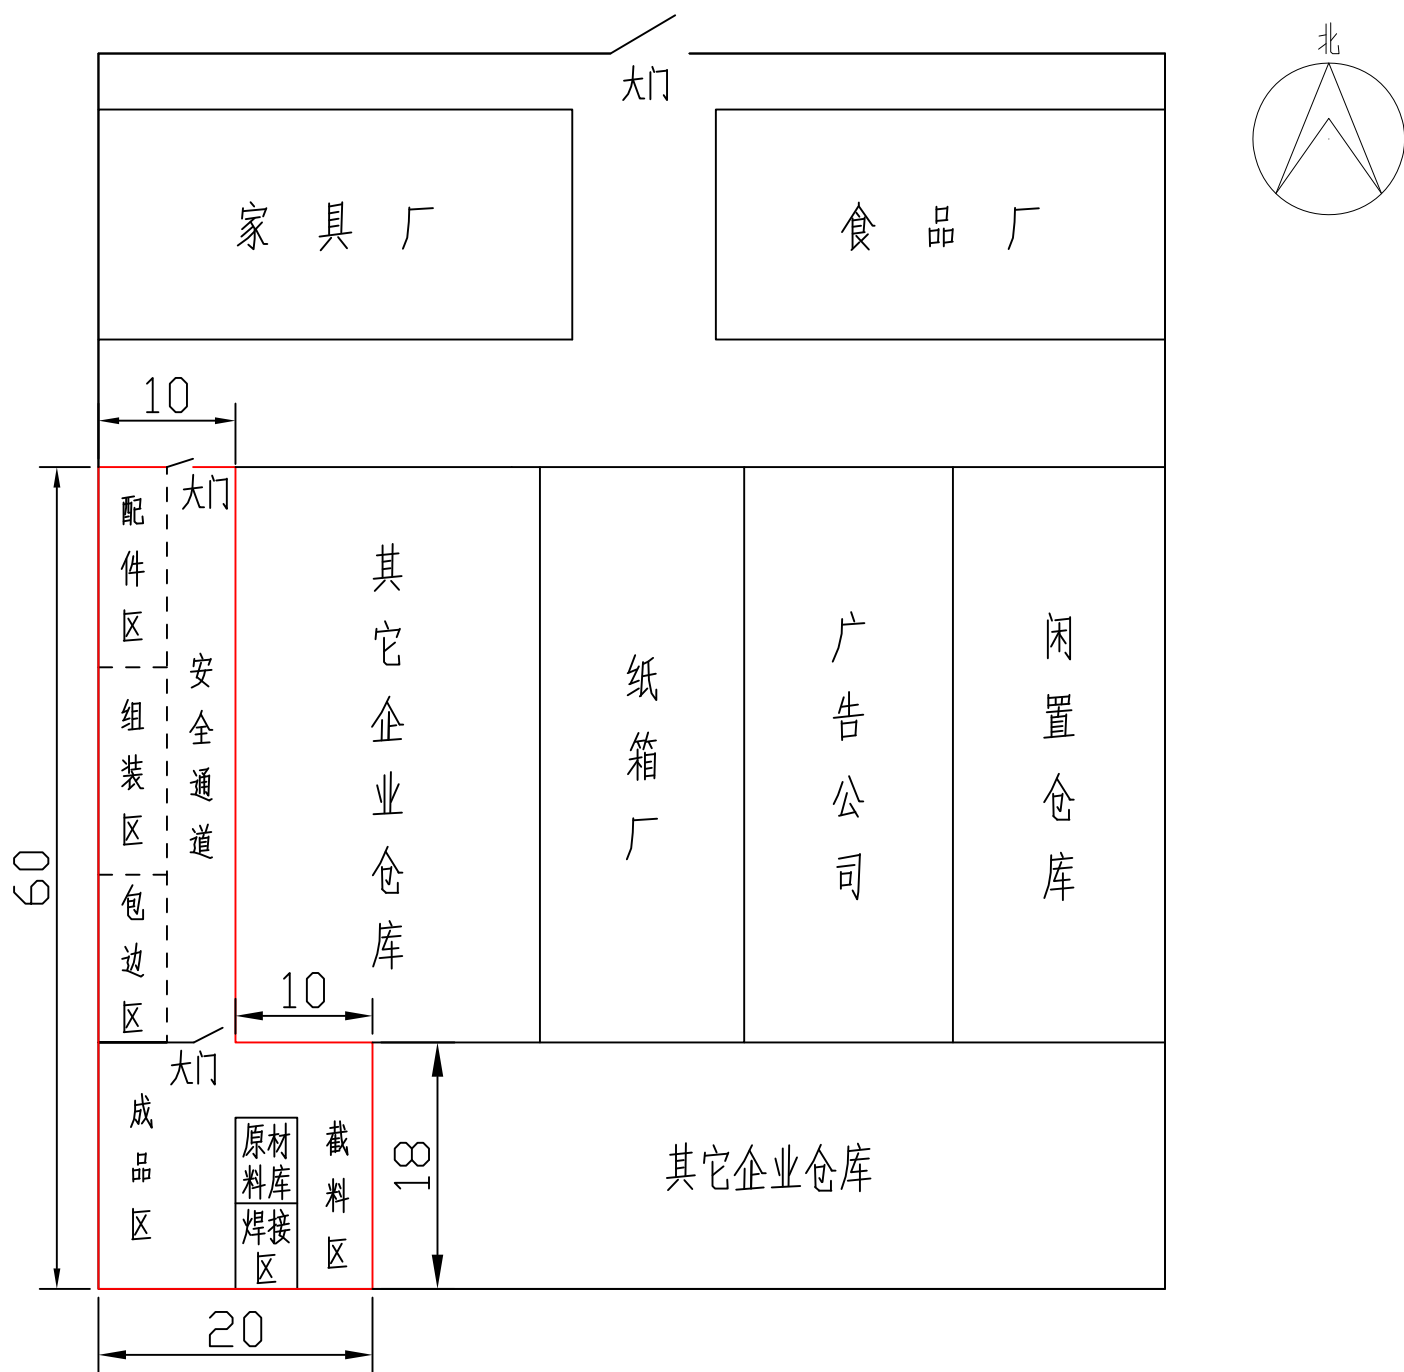 北
大门
家具厂
食品厂
10
大门
配件区
组装区
包边区
安全通道
其它企业仓库
纸箱厂
广告公司
闲置仓库
60
10
大门
成品区
原材
料库
焊接
区
截料区
18
其它企业仓库
20